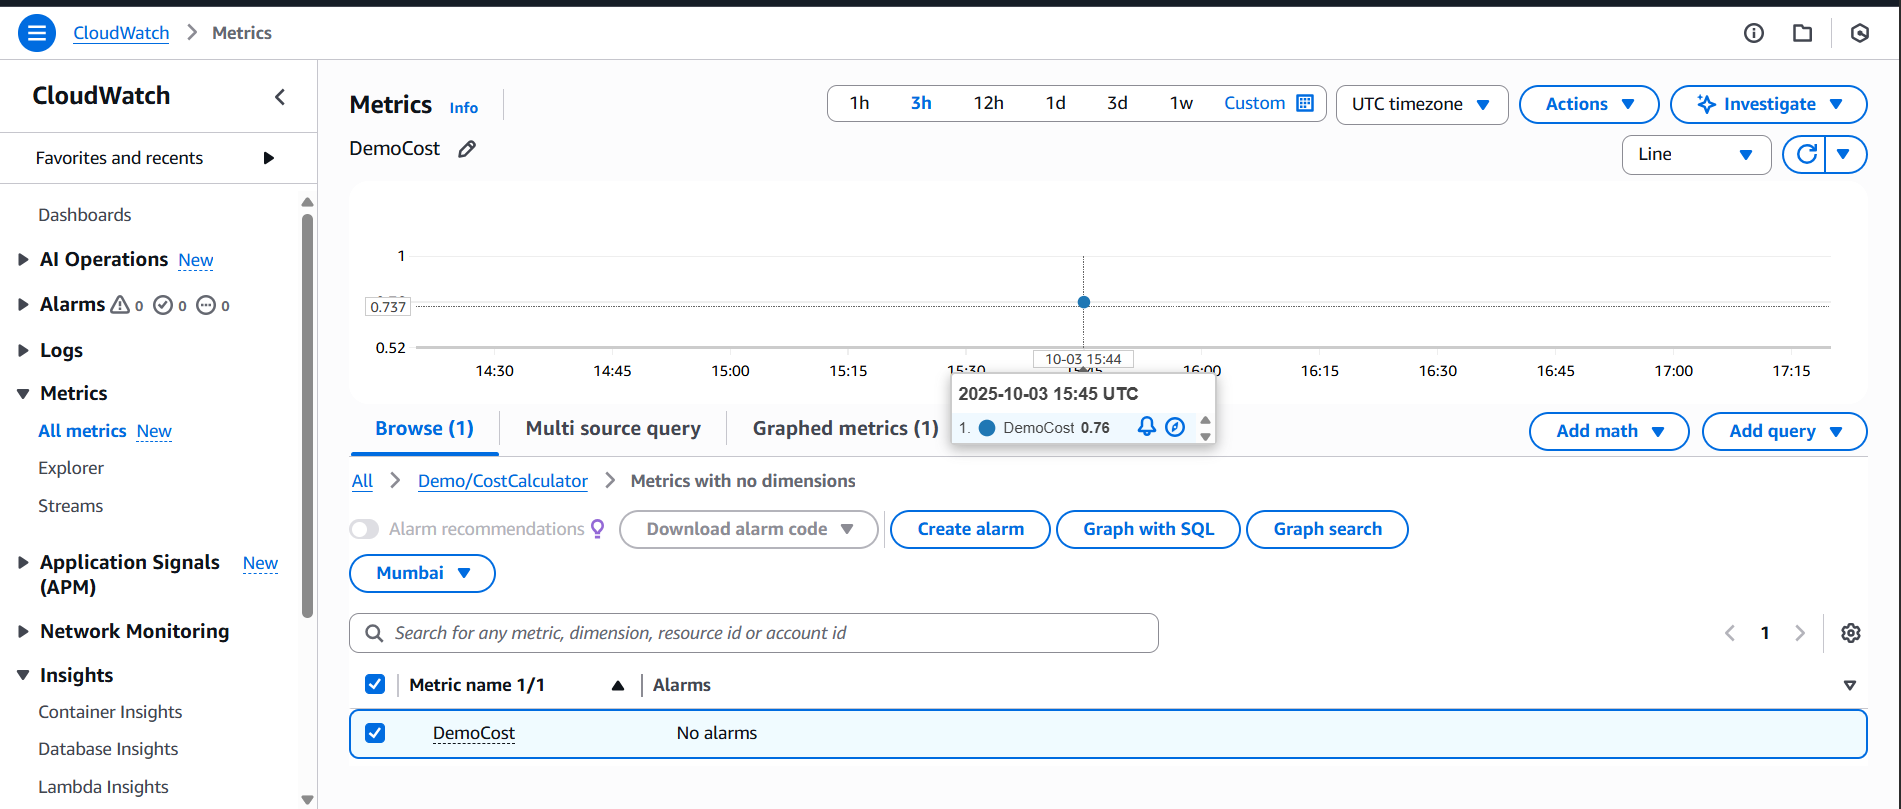 CloudWatch > Metrics
CloudWatch
Favorites and recents
Dashboards
AI Operations New
Alarms 0 0 0
Logs
Metrics
All metrics New
Explorer
Streams
Application Signals New
(APM)
Network Monitoring
Insights
Container Insights
Database Insights
Lambda Insights
Metrics Info
1h 3h 12h 1d 3d 1w Custom UTC timezone Actions Investigate
DemoCost
Line
1
0.737
0.52
10-03 15:44
14:30 14:45 15:00 15:15 15:30 15:45 16:00 16:15 16:30 16:45 17:00 17:15
2025-10-03 15:45 UTC
1. DemoCost 0.76
Browse (1) Multi source query Graphed metrics (1) Add math Add query
All > Demo/CostCalculator > Metrics with no dimensions
Alarm recommendations Download alarm code Create alarm Graph with SQL Graph search
Mumbai
Search for any metric, dimension, resource id or account id
1
Metric name 1/1 Alarms
DemoCost No alarms